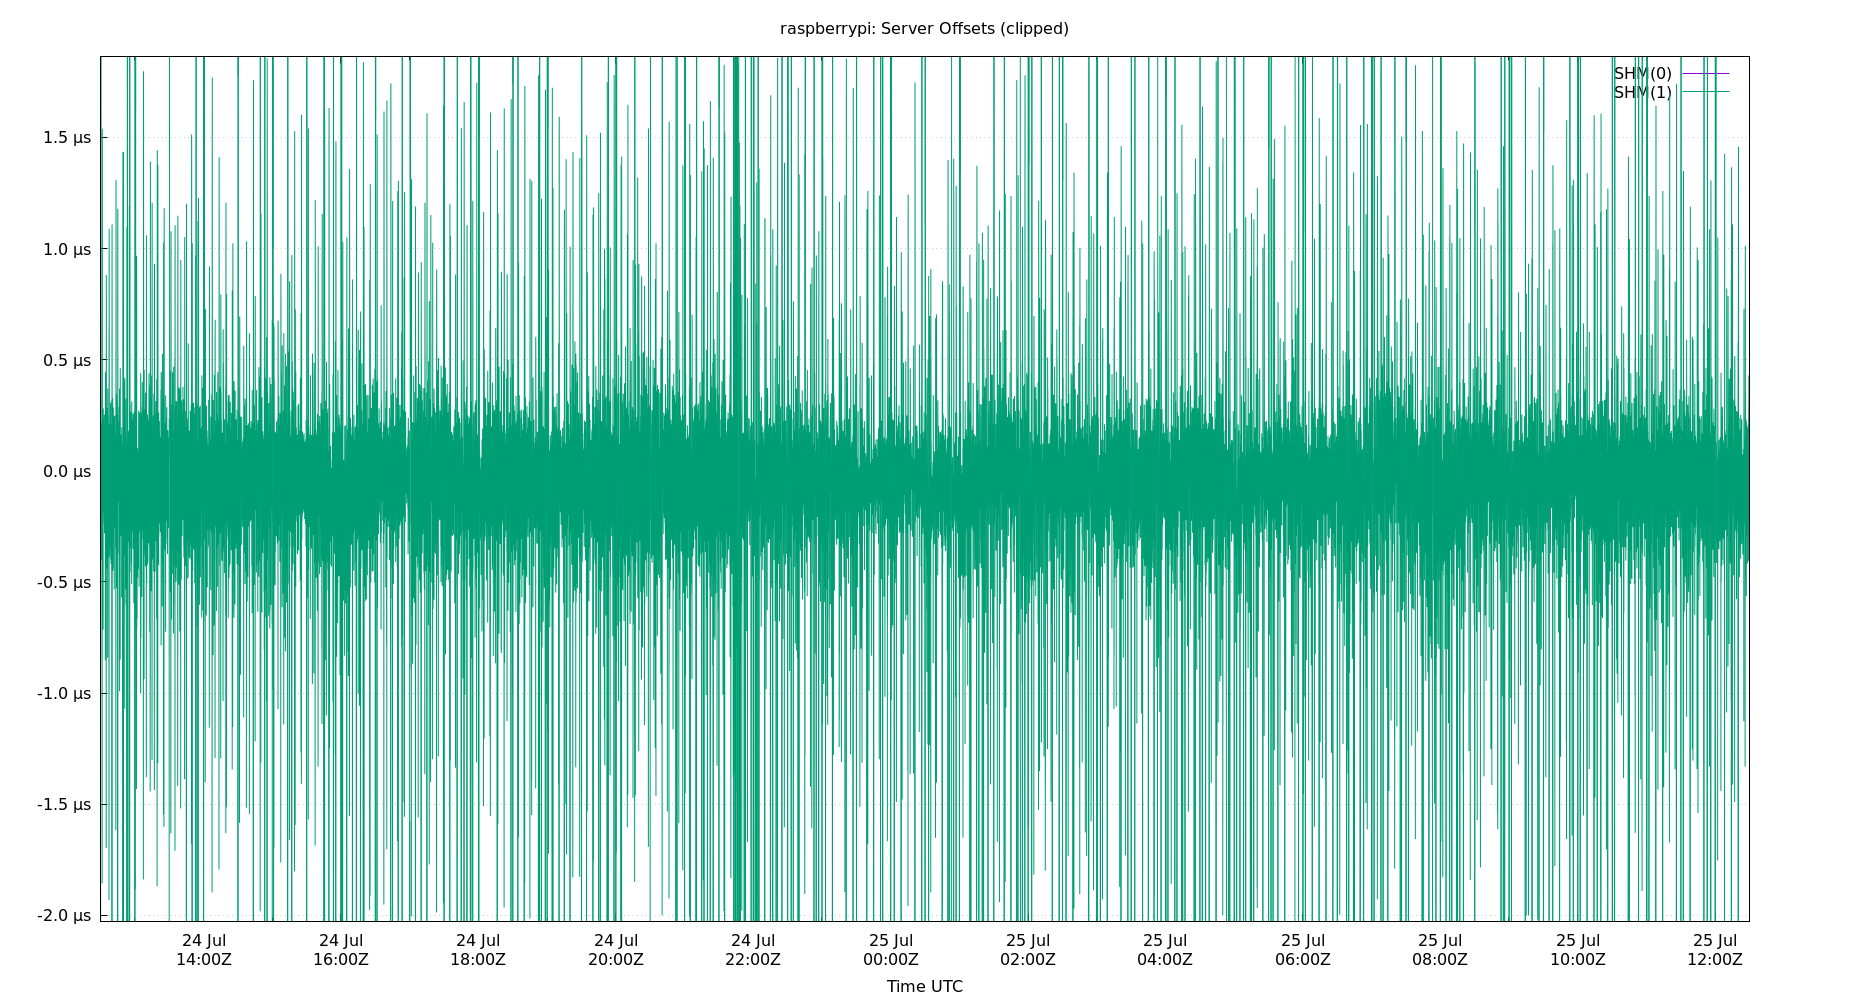 raspberrypi: Server Offsets (clipped)
SHM(0)
SHM(1)
1.5 µs
1.0 µs
0.5 µs
0.0 µs
-0.5 µs
-1.0 µs
-1.5 µs
-2.0 µs
24 Jul 24 Jul 24 Jul 24 Jul 24 Jul 25 Jul 25 Jul 25 Jul 25 Jul 25 Jul 25 Jul 25 Jul
14:00Z 16:00Z 18:00Z 20:00Z 22:00Z 00:00Z 02:00Z 04:00Z 06:00Z 08:00Z 10:00Z 12:00Z
Time UTC